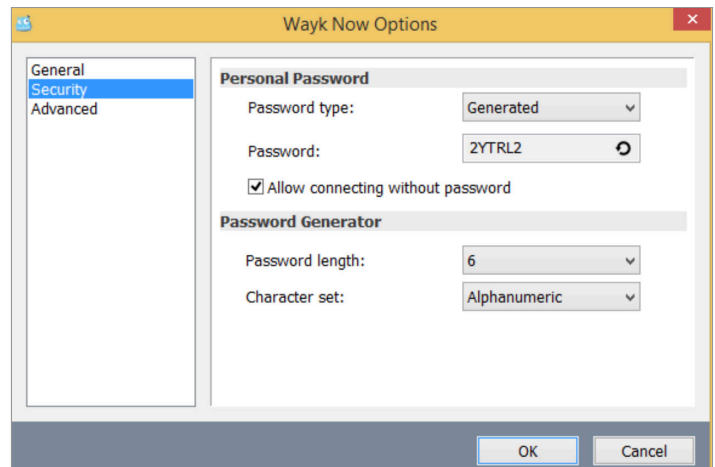 Wayk Now Options
General
Security
Advanced
Personal Password
Password type: Generated
Password: 2YTRL2
Allow connecting without password
Password Generator
Password length: 6
Character set: Alphanumeric
OK Cancel